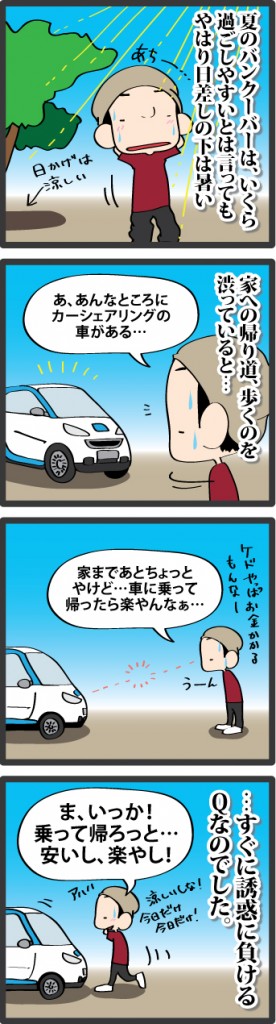 夏のバンクーバーは、いくら
過ごしやすいとは言っても
やはり日差しの下は暑い
あち〜
日かげは
涼しい
家への帰り道、歩くのを
渋っていると…
あ、あんなところに
カーシェアリングの
車がある…
ケドやっぱお金かかる
もんなー
家まであとちょっと
やけど…車に乗って
帰ったら楽やんなぁ…
うーん
…すぐに誘惑に負ける
Qなのでした。
ま、いっか!
乗って帰ろっと…
安いし、楽やし!
涼しいしな!
今日だけ
今日だけ!
アハハ